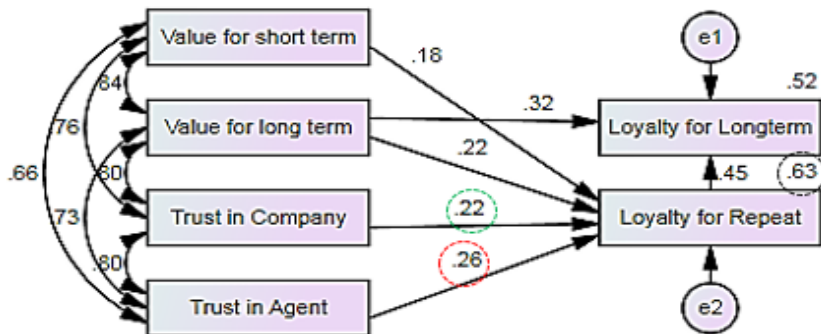 Value for short term
e1
.18
.52
.84
.32
.76
Value for long term
Loyalty for Longterm
.22
.66
.80
.45
.63
.73
Trust in Company
.22
Loyalty for Repeat
.80
.26
Trust in Agent
e2